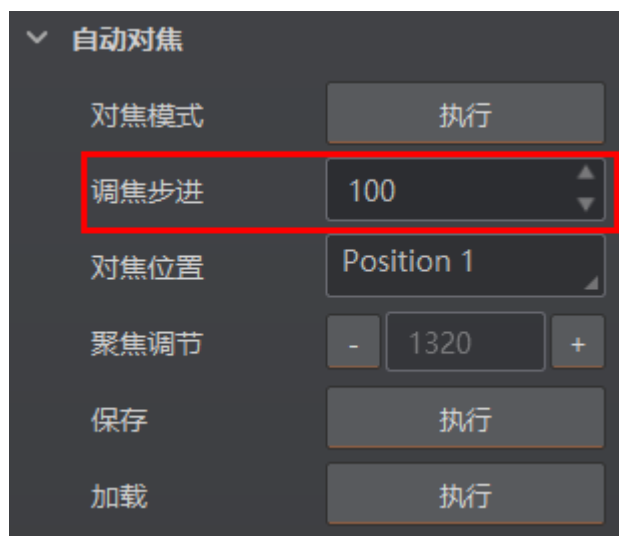 自动对焦
对焦模式 执行
调焦步进 100
对焦位置 Position 1
聚焦调节 - 1320 +
保存 执行
加载 执行